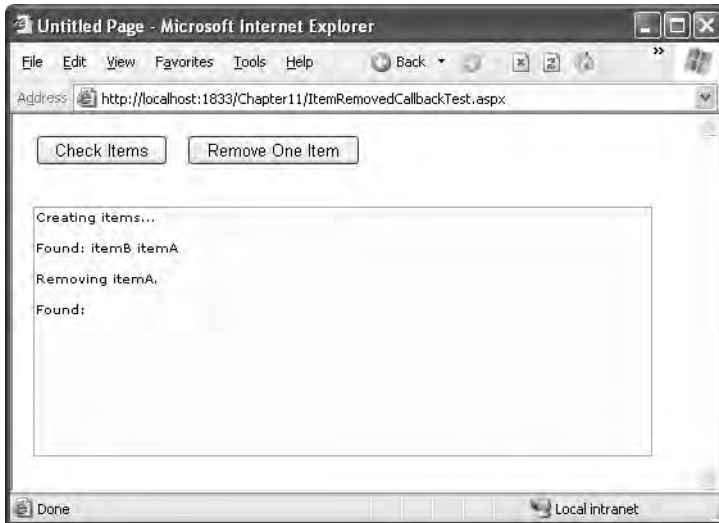 Untitled Page - Microsoft Internet Explorer
File Edit View Favorites Tools Help Back »
Address http://localhost:1833/Chapter11/ItemRemovedCallbackTest.aspx
Check Items Remove One Item
Creating items...
Found: itemB itemA
Removing itemA.
Found:
Done Local intranet